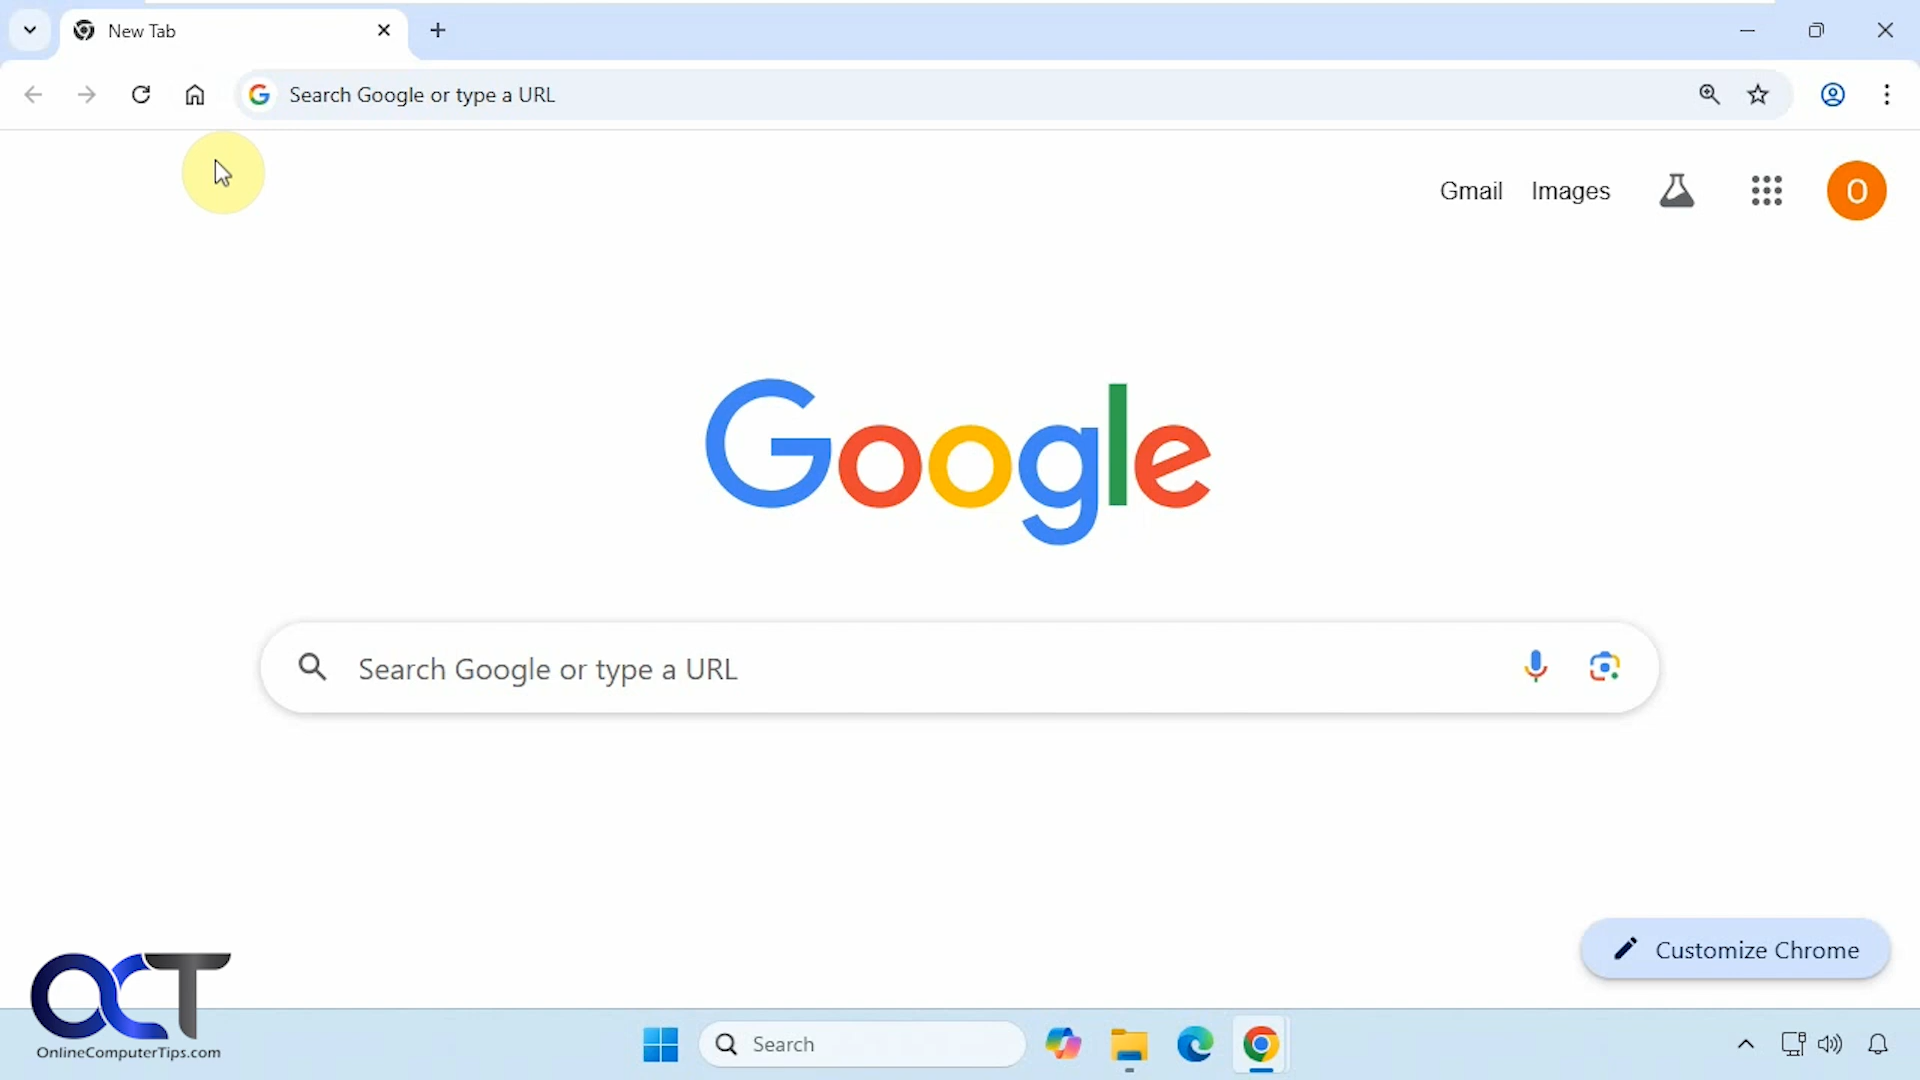 New Tab
Search Google or type a URL
Gmail Images
O
Google
Search Google or type a URL
Customize Chrome
OCT
OnlineComputerTips.com
Search